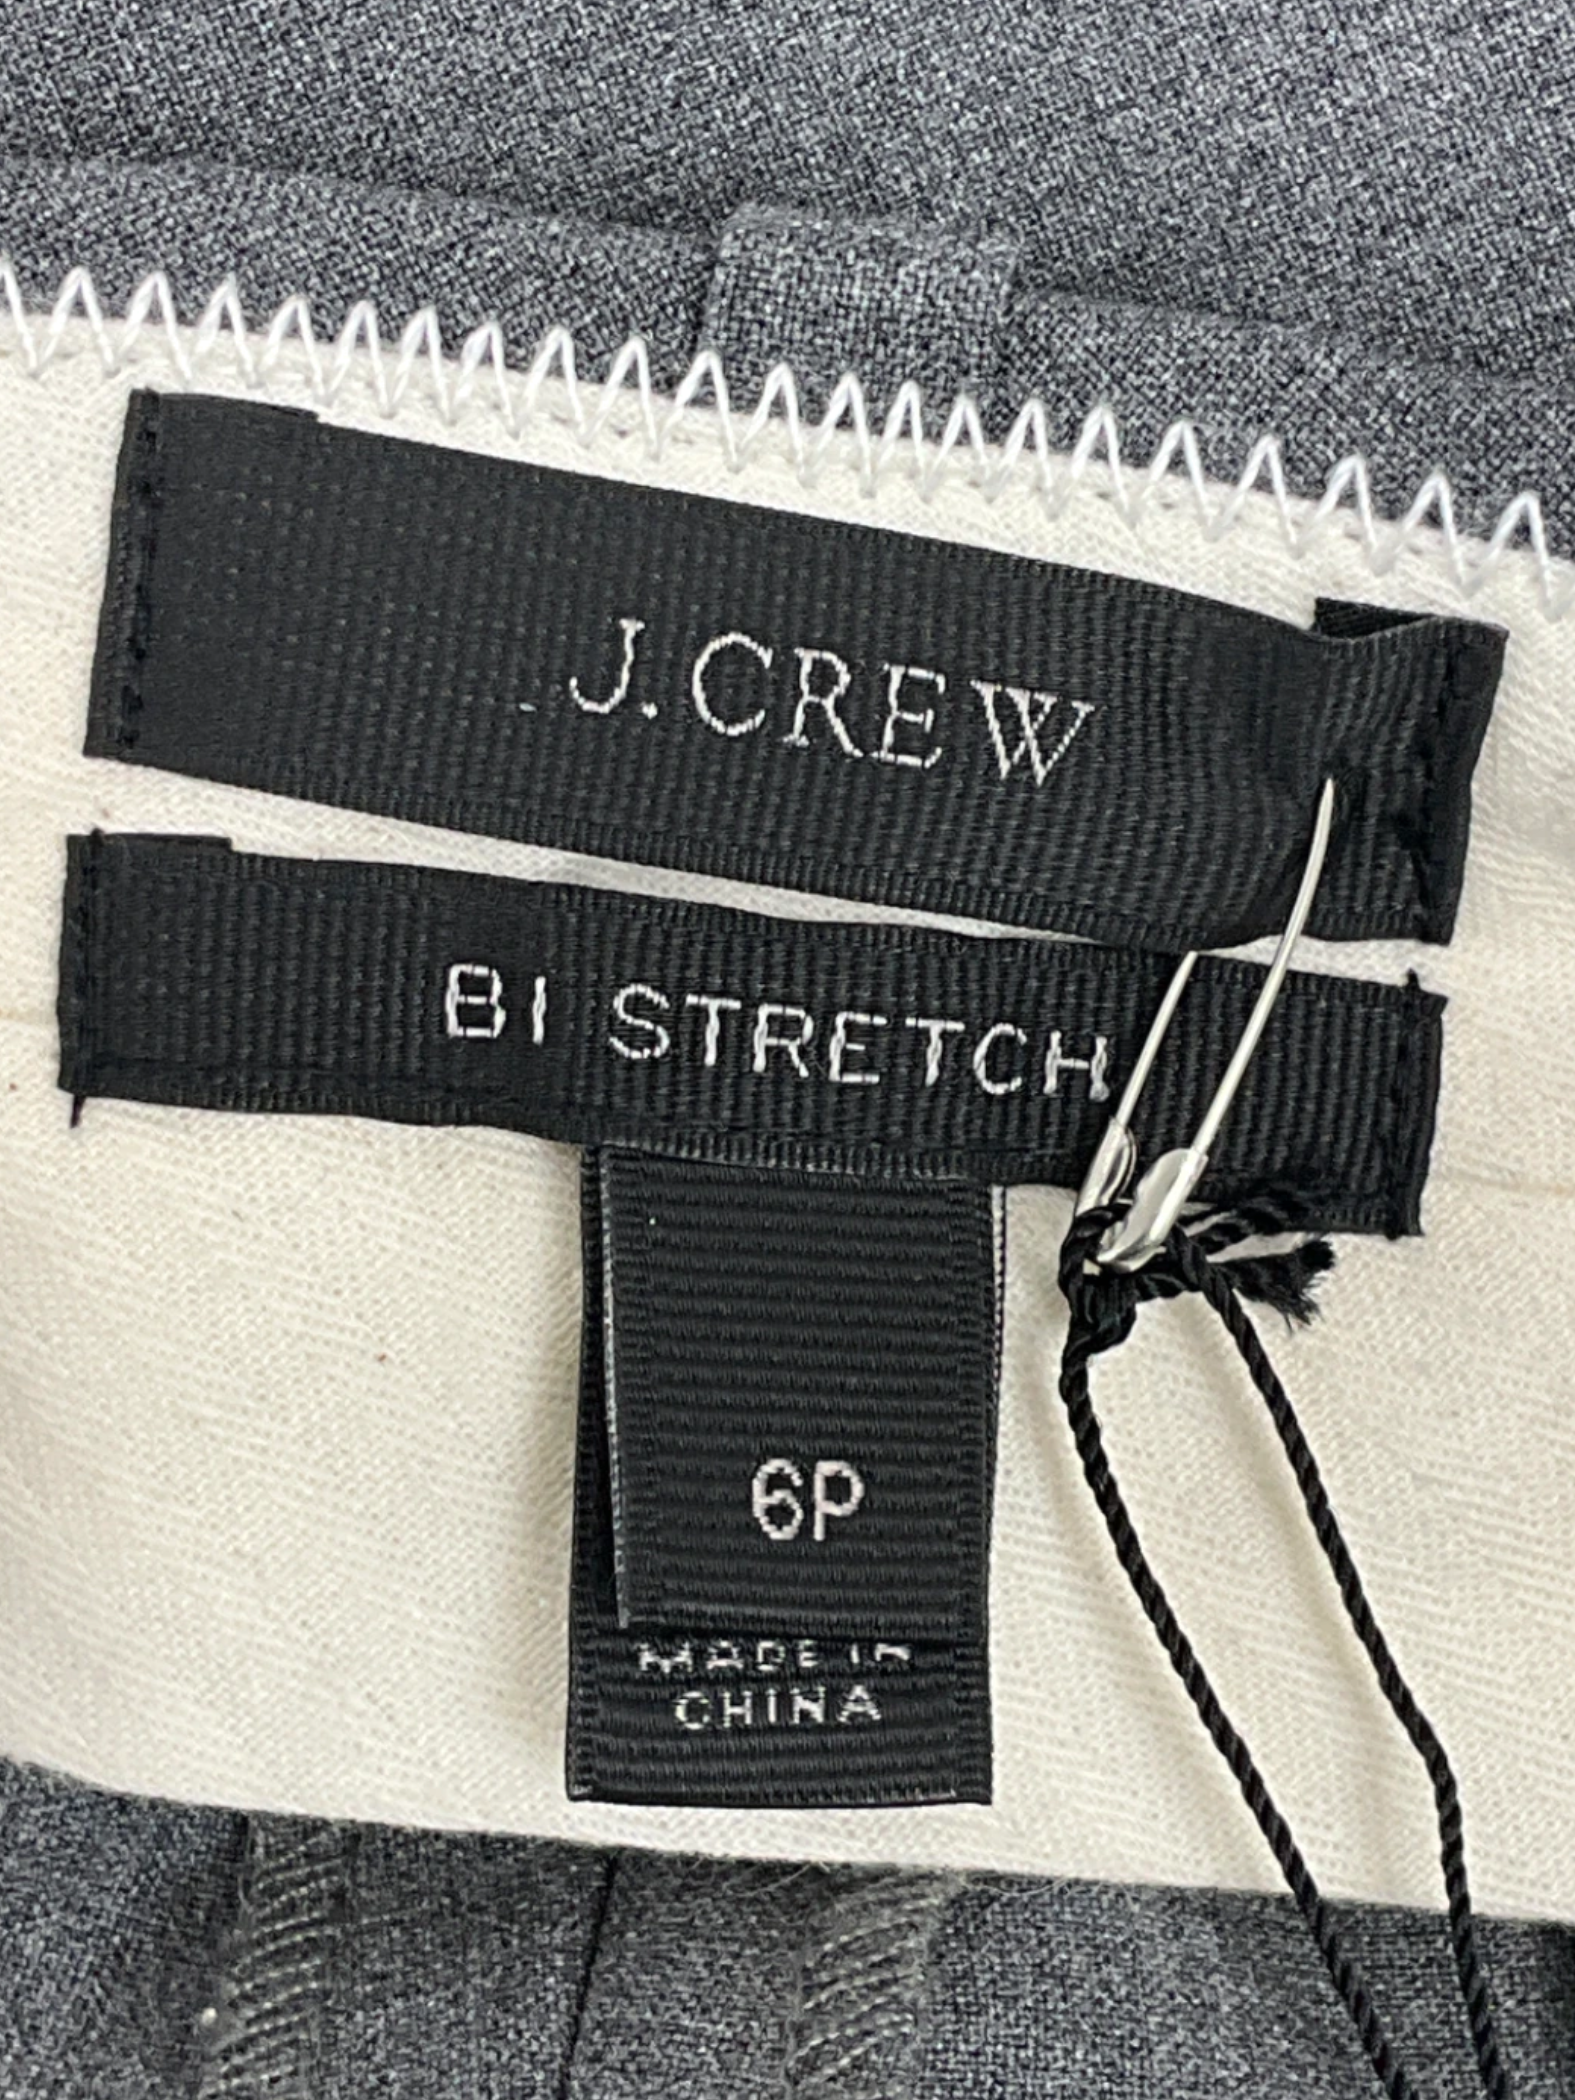 J.CREW
BI STRETCH
6P
MADE IN
CHINA